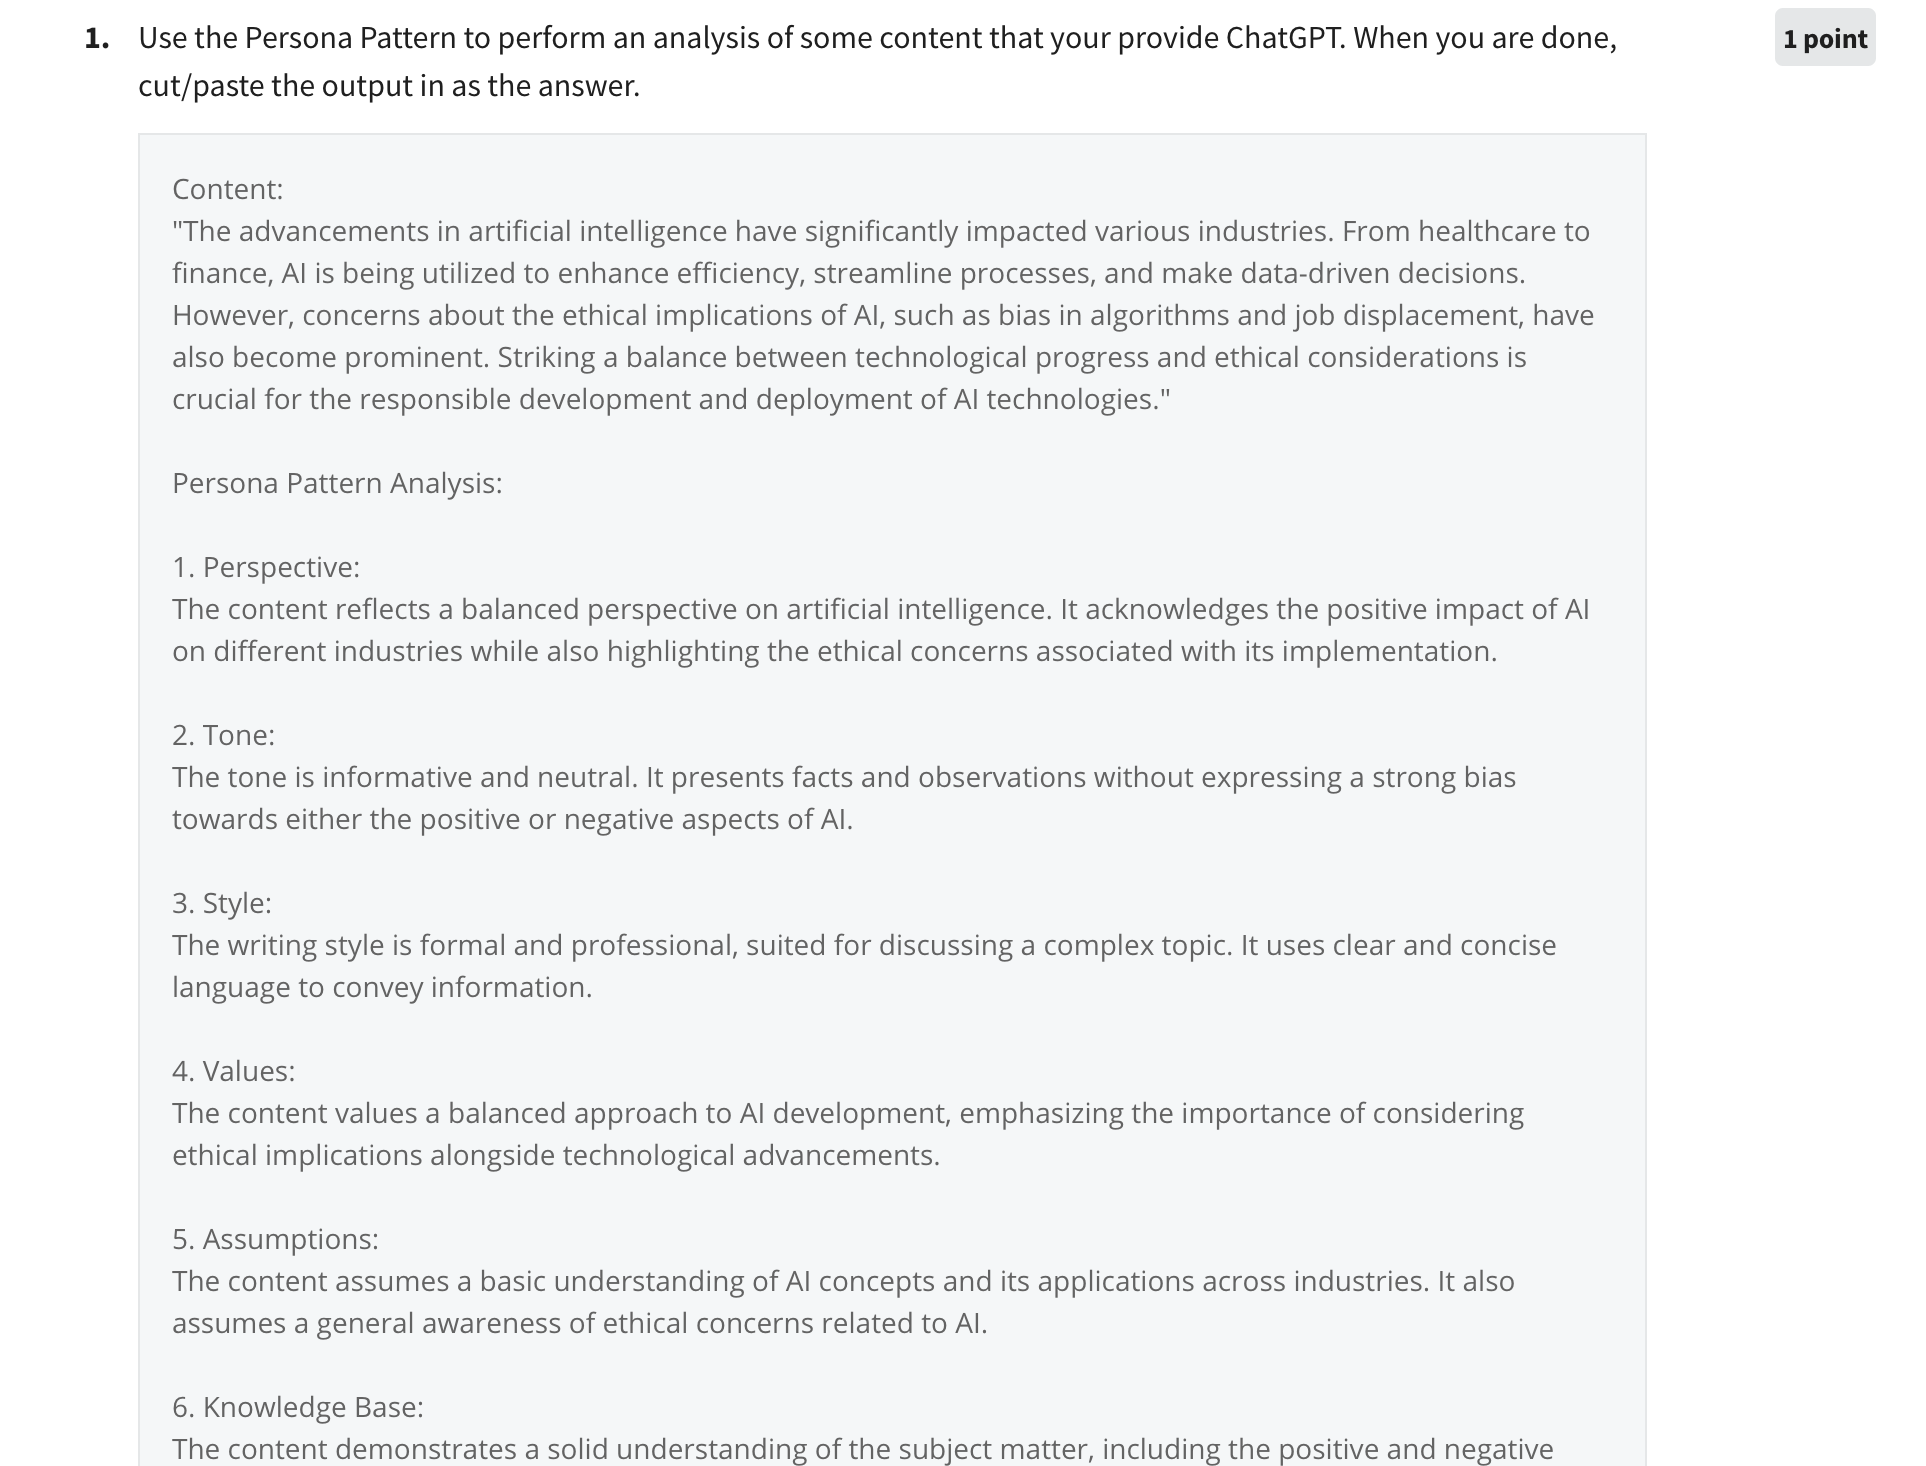 1. Use the Persona Pattern to perform an analysis of some content that your provide ChatGPT. When you are done,
cut/paste the output in as the answer.
1 point
Content:
"The advancements in artificial intelligence have significantly impacted various industries. From healthcare to
finance, AI is being utilized to enhance efficiency, streamline processes, and make data-driven decisions.
However, concerns about the ethical implications of AI, such as bias in algorithms and job displacement, have
also become prominent. Striking a balance between technological progress and ethical considerations is
crucial for the responsible development and deployment of AI technologies."
Persona Pattern Analysis:
1. Perspective:
The content reflects a balanced perspective on artificial intelligence. It acknowledges the positive impact of AI
on different industries while also highlighting the ethical concerns associated with its implementation.
2. Tone:
The tone is informative and neutral. It presents facts and observations without expressing a strong bias
towards either the positive or negative aspects of AI.
3. Style:
The writing style is formal and professional, suited for discussing a complex topic. It uses clear and concise
language to convey information.
4. Values:
The content values a balanced approach to AI development, emphasizing the importance of considering
ethical implications alongside technological advancements.
5. Assumptions:
The content assumes a basic understanding of AI concepts and its applications across industries. It also
assumes a general awareness of ethical concerns related to AI.
6. Knowledge Base:
The content demonstrates a solid understanding of the subject matter, including the positive and negative